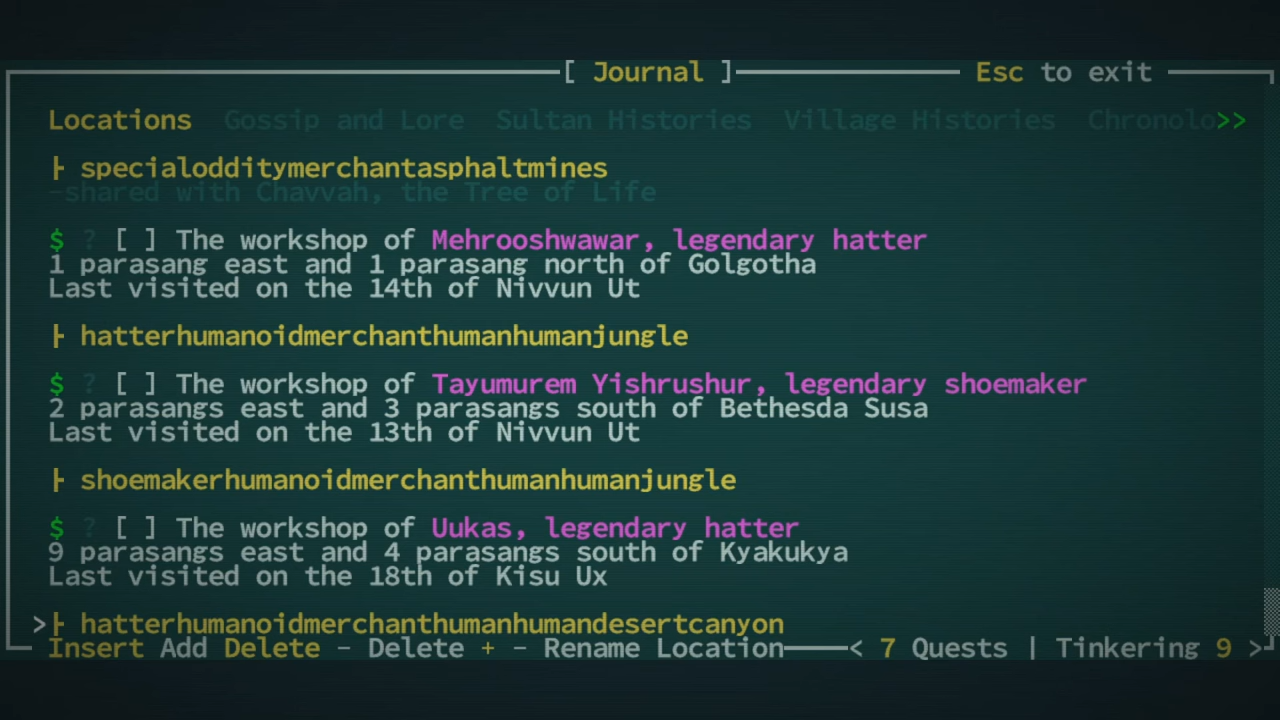 [ Journal ] Esc to exit
Locations Gossip and Lore Sultan Histories Village Histories Chronolo>>
├ specialodditymerchantasphaltmines
-shared with Chavvah, the Tree of Life
$ ? [ ] The workshop of Mehrooshwawar, legendary hatter
1 parasang east and 1 parasang north of Golgotha
Last visited on the 14th of Nivvun Ut
├ hatterhumanoidmerchanthumanhumanjungle
$ ? [ ] The workshop of Tayumurem Yishrushur, legendary shoemaker
2 parasangs east and 3 parasangs south of Bethesda Susa
Last visited on the 13th of Nivvun Ut
├ shoemakerhumanoidmerchanthumanhumanjungle
$ ? [ ] The workshop of Uukas, legendary hatter
9 parasangs east and 4 parasangs south of Kyakukya
Last visited on the 18th of Kisu Ux
>├ hatterhumanoidmerchanthumanhumandesertcanyon
Insert Add Delete - Delete + - Rename Location < 7 Quests | Tinkering 9 >